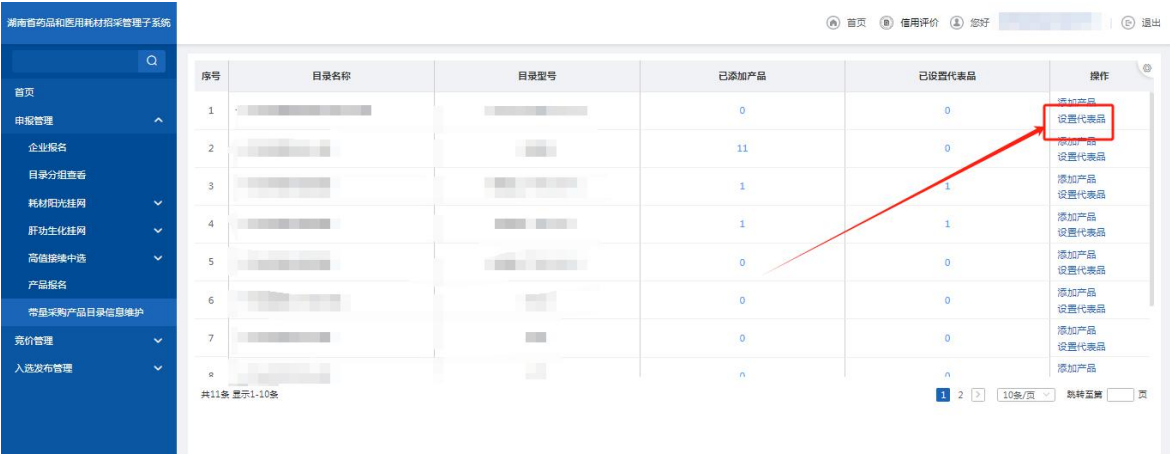 湖南省药品和医用耗材招采管理子系统
首页 信用评价 您好 退出
首页
申报管理
企业报名
目录分组查看
耗材阳光挂网
肝功生化挂网
高值接续中选
产品报名
带量采购产品目录信息维护
竞价管理
入选发布管理
序号 目录名称 目录型号 已添加产品 已设置代表品 操作
1 0 0 添加产品
设置代表品
2 11 0 添加产品
设置代表品
3 1 1 添加产品
设置代表品
4 1 1 添加产品
设置代表品
5 0 0 添加产品
设置代表品
6 0 0 添加产品
设置代表品
7 0 0 添加产品
设置代表品
8 0 0 添加产品
共11条 显示1-10条 1 2 > 10条/页 跳转至第 页